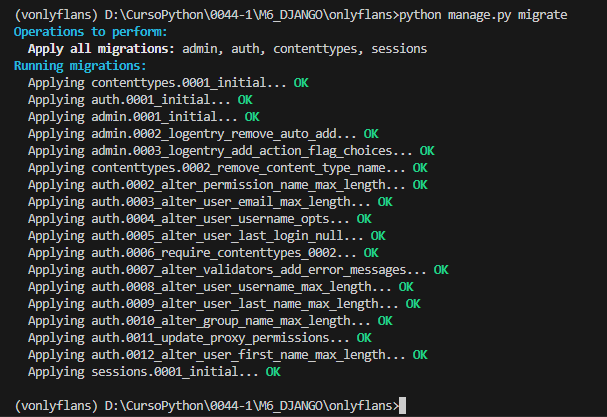 (vonlyflans) D:\CursoPython\0044-1\M6_DJANGO\onlyflans>python manage.py migrate
Operations to perform:
  Apply all migrations: admin, auth, contenttypes, sessions
Running migrations:
  Applying contenttypes.0001_initial... OK
  Applying auth.0001_initial... OK
  Applying admin.0001_initial... OK
  Applying admin.0002_logentry_remove_auto_add... OK
  Applying admin.0003_logentry_add_action_flag_choices... OK
  Applying contenttypes.0002_remove_content_type_name... OK
  Applying auth.0002_alter_permission_name_max_length... OK
  Applying auth.0003_alter_user_email_max_length... OK
  Applying auth.0004_alter_user_username_opts... OK
  Applying auth.0005_alter_user_last_login_null... OK
  Applying auth.0006_require_contenttypes_0002... OK
  Applying auth.0007_alter_validators_add_error_messages... OK
  Applying auth.0008_alter_user_username_max_length... OK
  Applying auth.0009_alter_user_last_name_max_length... OK
  Applying auth.0010_alter_group_name_max_length... OK
  Applying auth.0011_update_proxy_permissions... OK
  Applying auth.0012_alter_user_first_name_max_length... OK
  Applying sessions.0001_initial... OK
(vonlyflans) D:\CursoPython\0044-1\M6_DJANGO\onlyflans>